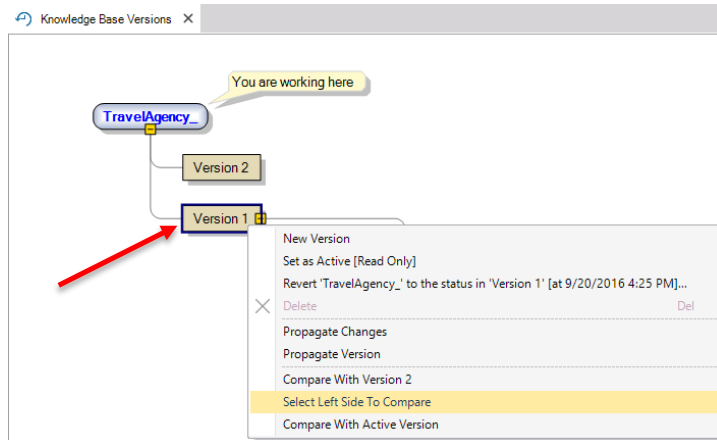 Knowledge Base Versions
You are working here
TravelAgency_
Version 2
Version 1
New Version
Set as Active [Read Only]
Revert 'TravelAgency_' to the status in 'Version 1' [at 9/20/2016 4:25 PM]...
Delete Del
Propagate Changes
Propagate Version
Compare With Version 2
Select Left Side To Compare
Compare With Active Version